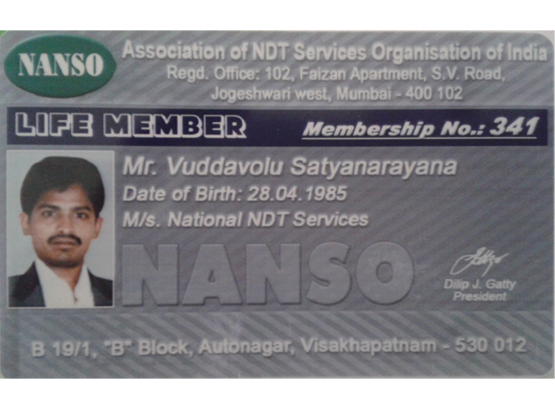 NANSO
Association of NDT Services Organisation of India
Regd. Office: 102, Faizan Apartment, S.V. Road,
Jogeshwari west, Mumbai - 400 102
LIFE MEMBER
Membership No.: 341
Mr. Vuddavolu Satyanarayana
Date of Birth: 28.04.1985
M/s. National NDT Services
NANSO
Dilip J. Gatty
President
B 19/1, "B" Block, Autonagar, Visakhapatnam - 530 012